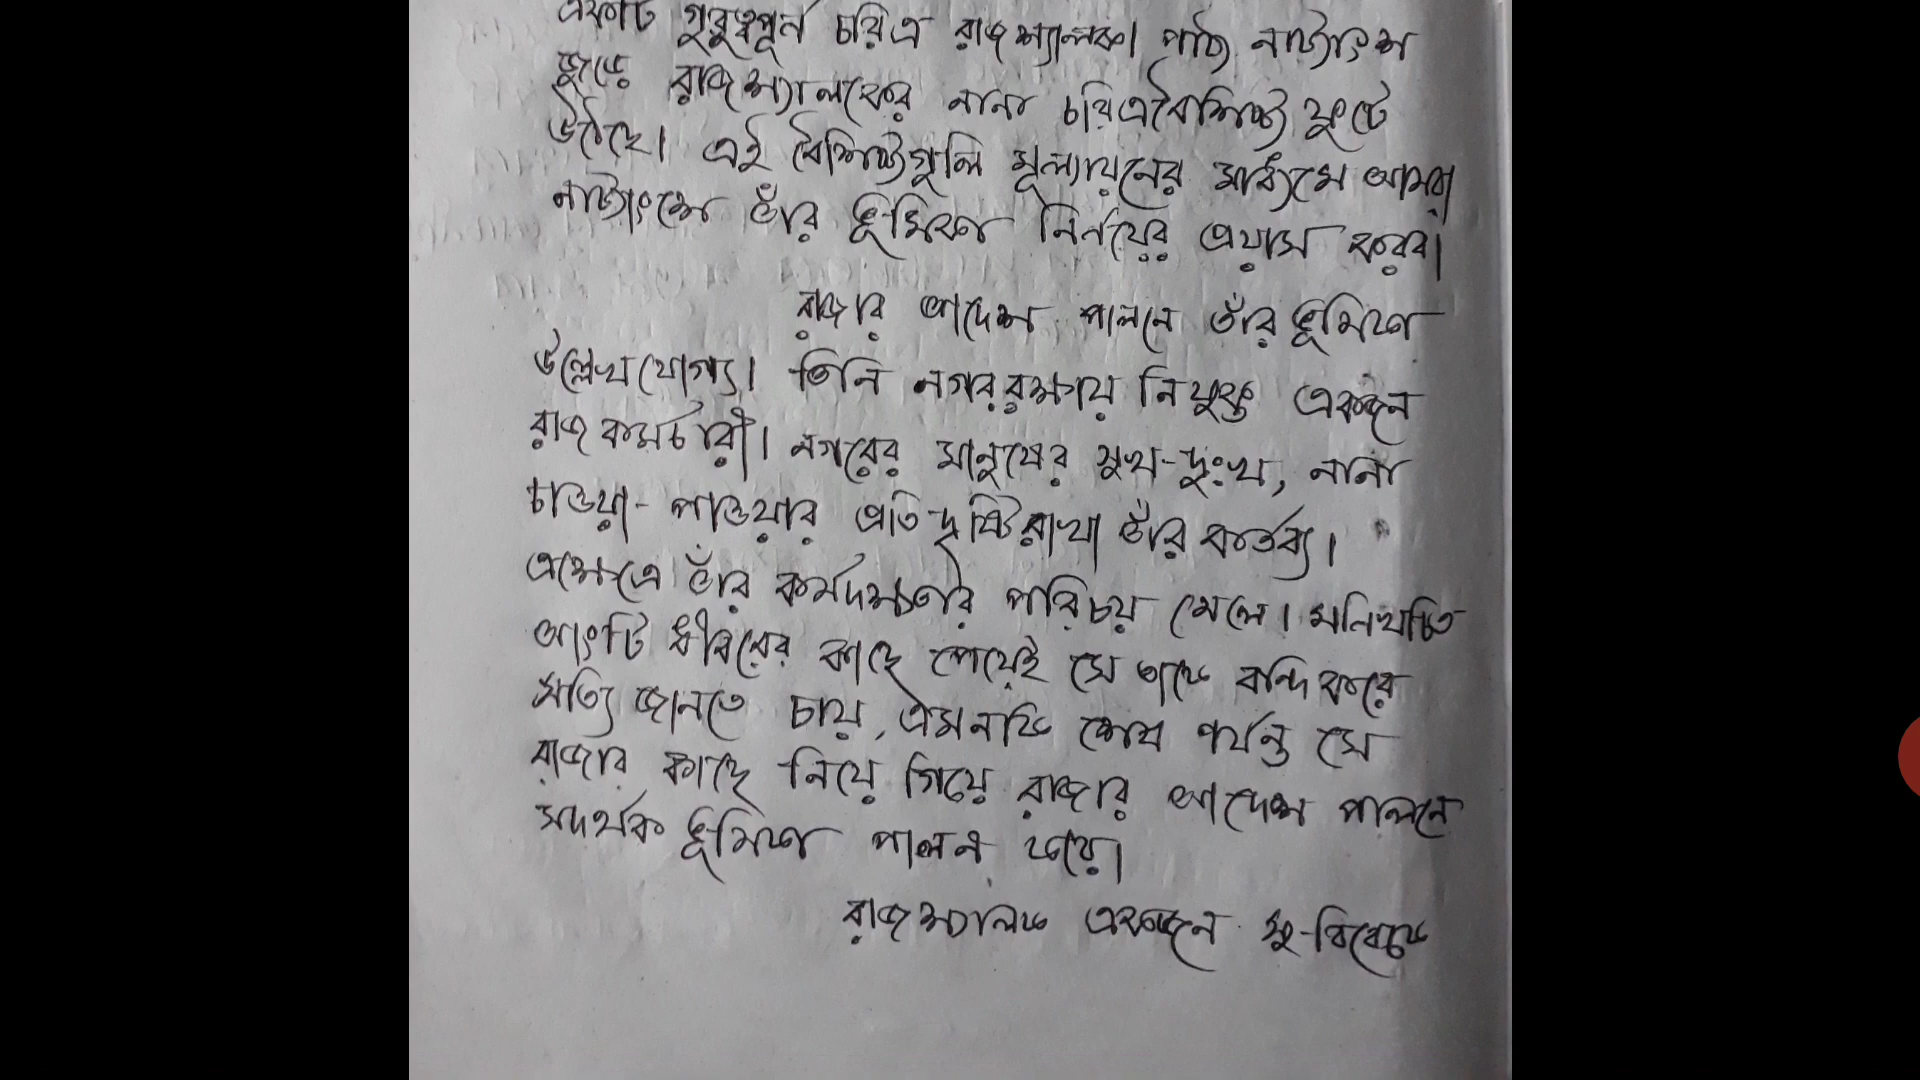 একটি গুরুত্বপূর্ন চরিত্র রাজশ্যালক। পাঠ্য নাট্যাংশ
জুড়ে রাজশ্যালকের নানা চরিত্রবৈশিষ্ট্য ফুটে
উঠেছে। এই বৈশিষ্ট্যগুলি মূল্যায়নের মাধ্যমে আমরা
নাট্যাংশে তাঁর ভূমিকা নির্নয়ের প্রয়াস করব।
রাজার আদেশ পালনে তাঁর ভূমিকা
উল্লেখযোগ্য। তিনি নগররক্ষায় নিযুক্ত একজন
রাজকর্মচারী। নগরের মানুষের সুখ-দুঃখ, নানা
চাওয়া-পাওয়ার প্রতি দৃষ্টি রাখা তাঁর কর্তব্য।
এক্ষেত্রে তাঁর কর্মদক্ষতার পরিচয় মেলে। মনিখচিত
আংটি ধীবরের কাছে পেয়েই সে তাকে বন্দি করে
সত্যি জানতে চায়, এমনকি শেষ পর্যন্ত সে
রাজার কাছে নিয়ে গিয়ে রাজার আদেশ পালনে
সদর্থক ভূমিকা পালন করে।
রাজশ্যালক একজন সু-বিবেচক